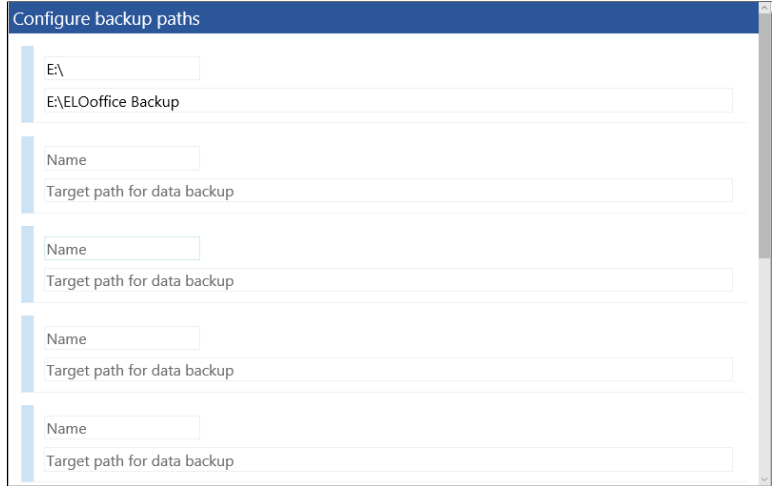 Configure backup paths
E:\
E:\ELOoffice Backup
Name
Target path for data backup
Name
Target path for data backup
Name
Target path for data backup
Name
Target path for data backup